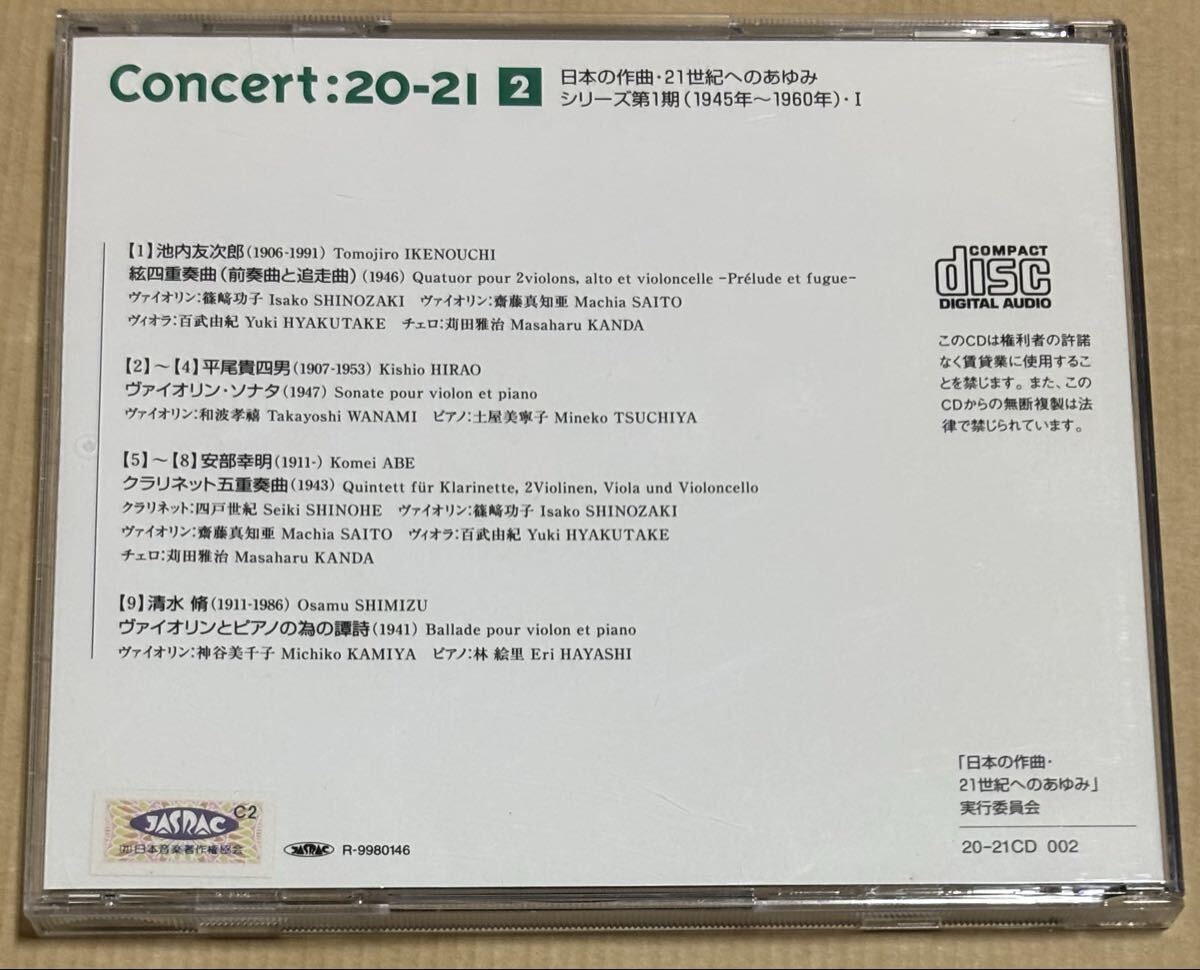 Concert:20-21 2
日本の作曲・21世紀へのあゆみ
シリーズ第1期(1945年～1960年)・I
【1】池内友次郎(1906-1991) Tomojiro IKENOUCHI
絃四重奏曲(前奏曲と追走曲)(1946) Quatuor pour 2violons, alto et violoncelle -Prélude et fugue-
ヴァイオリン:篠﨑功子 Isako SHINOZAKI ヴァイオリン:齋藤真知亜 Machia SAITO
ヴィオラ:百武由紀 Yuki HYAKUTAKE チェロ:苅田雅治 Masaharu KANDA
【2】～【4】平尾貴四男(1907-1953) Kishio HIRAO
ヴァイオリン・ソナタ(1947) Sonate pour violon et piano
ヴァイオリン:和波孝禧 Takayoshi WANAMI ピアノ:土屋美寧子 Mineko TSUCHIYA
【5】～【8】安部幸明(1911-) Komei ABE
クラリネット五重奏曲(1943) Quintett für Klarinette, 2Violinen, Viola und Violoncello
クラリネット:四戸世紀 Seiki SHINOHE ヴァイオリン:篠﨑功子 Isako SHINOZAKI
ヴァイオリン:齋藤真知亜 Machia SAITO ヴィオラ:百武由紀 Yuki HYAKUTAKE
チェロ:苅田雅治 Masaharu KANDA
【9】清水 脩(1911-1986) Osamu SHIMIZU
ヴァイオリンとピアノの為の譚詩(1941) Ballade pour violon et piano
ヴァイオリン:神谷美千子 Michiko KAMIYA ピアノ:林 絵里 Eri HAYASHI
COMPACT
disc
DIGITAL AUDIO
このCDは権利者の許諾
なく賃貸業に使用するこ
とを禁じます。また、この
CDからの無断複製は法
律で禁じられています。
「日本の作曲・
21世紀へのあゆみ」
実行委員会
20-21CD 002
C2
JASRAC
(社)日本音楽著作権協会
JASRAC R-9980146